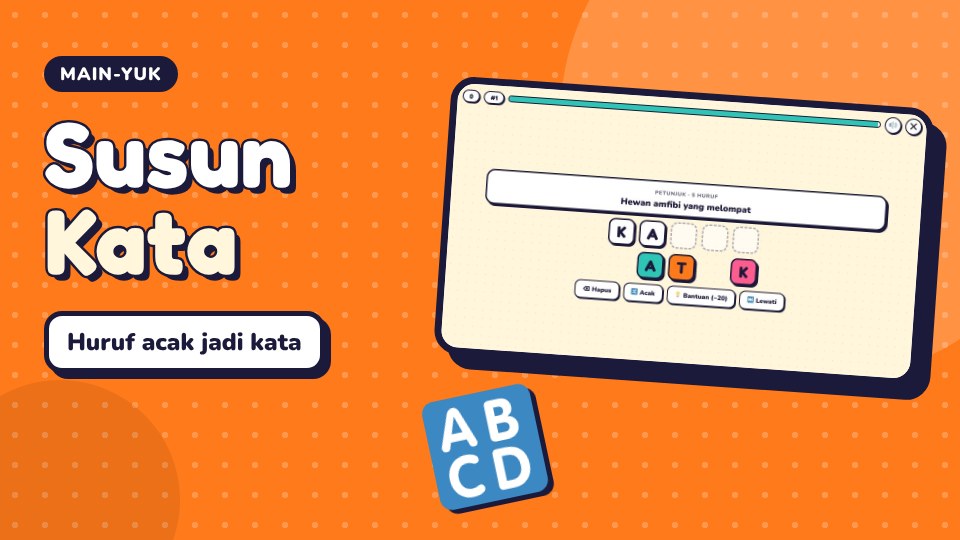 MAIN-YUK
Susun
Kata
Huruf acak jadi kata
0 #1
PETUNJUK · 5 HURUF
Hewan amfibi yang melompat
K A
A T K
Hapus Acak Bantuan (-20) Lewati
A B
C D